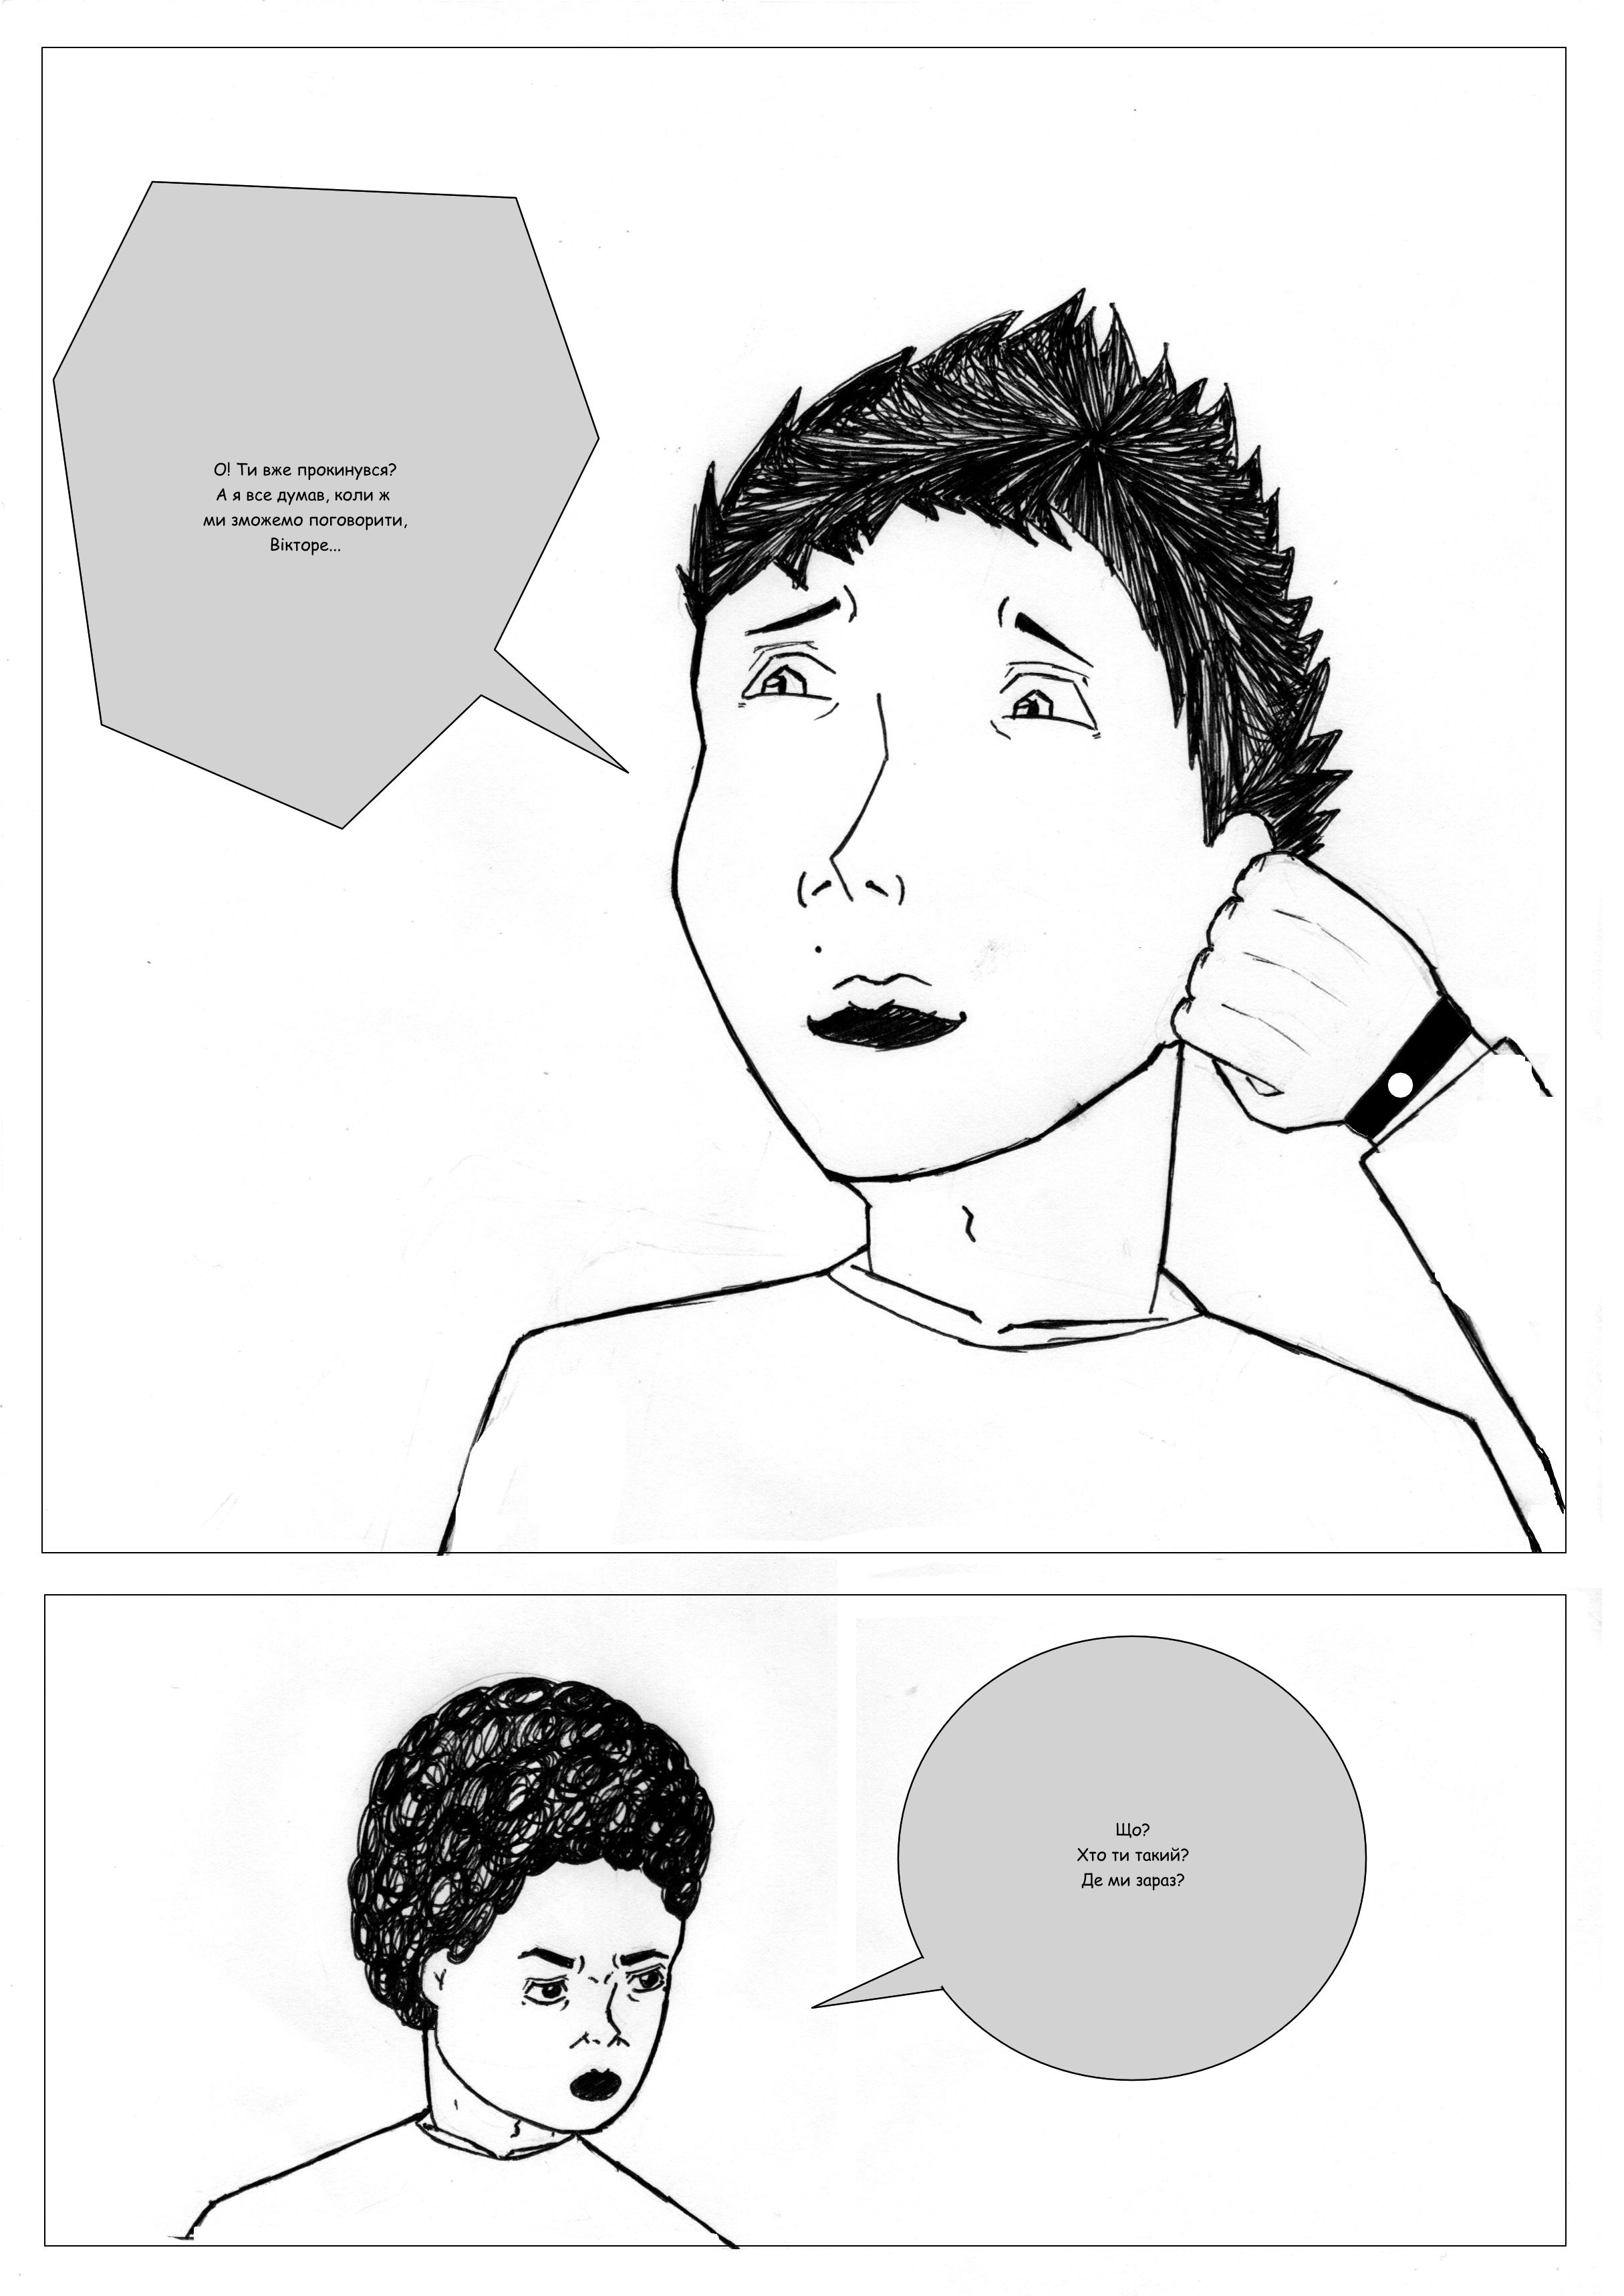 О! Ти вже прокинувся?
А я все думав, коли ж
ми зможемо поговорити,
Вікторе...
Що?
Хто ти такий?
Де ми зараз?